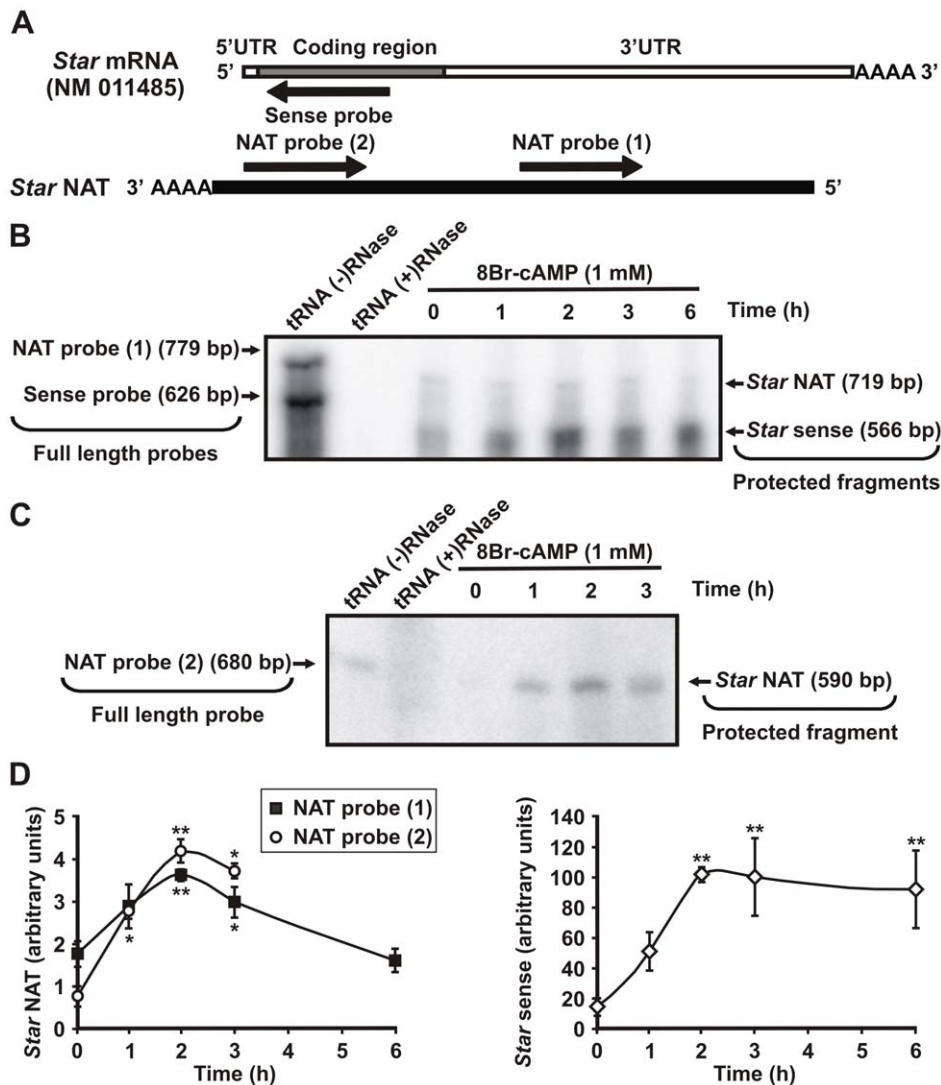 A
Star mRNA
(NM 011485)
5'UTR Coding region 3'UTR
5' AAAA 3'
Sense probe
NAT probe (2) NAT probe (1)
Star NAT 3' AAAA 5'
B
tRNA (-)RNase
tRNA (+)RNase
8Br-cAMP (1 mM)
0 1 2 3 6 Time (h)
NAT probe (1) (779 bp)
Sense probe (626 bp)
Full length probes
Star NAT (719 bp)
Star sense (566 bp)
Protected fragments
C
tRNA (-)RNase
tRNA (+)RNase
8Br-cAMP (1 mM)
0 1 2 3 Time (h)
NAT probe (2) (680 bp)
Full length probe
Star NAT (590 bp)
Protected fragment
D
Star NAT (arbitrary units)
5
4
3
2
1
0
NAT probe (1)
NAT probe (2)
**
*
**
*
*
0 1 2 3 6
Time (h)
Star sense (arbitrary units)
140
120
100
80
60
40
20
0
**
**
**
0 1 2 3 6
Time (h)